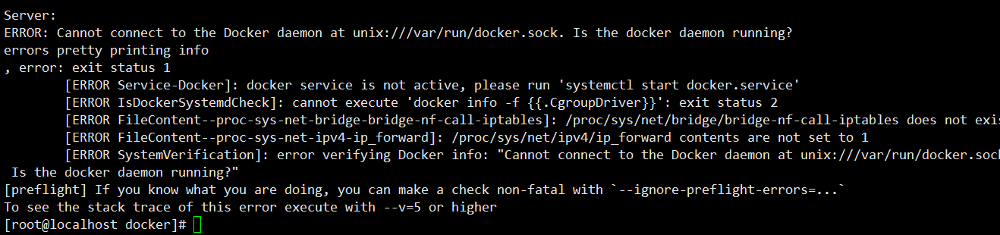 Server:
ERROR: Cannot connect to the Docker daemon at unix:///var/run/docker.sock. Is the docker daemon running?
errors pretty printing info
, error: exit status 1
[ERROR Service-Docker]: docker service is not active, please run 'systemctl start docker.service'
[ERROR IsDockerSystemdCheck]: cannot execute 'docker info -f {{.CgroupDriver}}': exit status 2
[ERROR FileContent--proc-sys-net-bridge-bridge-nf-call-iptables]: /proc/sys/net/bridge/bridge-nf-call-iptables does not exis
[ERROR FileContent--proc-sys-net-ipv4-ip_forward]: /proc/sys/net/ipv4/ip_forward contents are not set to 1
[ERROR SystemVerification]: error verifying Docker info: "Cannot connect to the Docker daemon at unix:///var/run/docker.sock
Is the docker daemon running?"
[preflight] If you know what you are doing, you can make a check non-fatal with `--ignore-preflight-errors=...`
To see the stack trace of this error execute with --v=5 or higher
[root@localhost docker]#